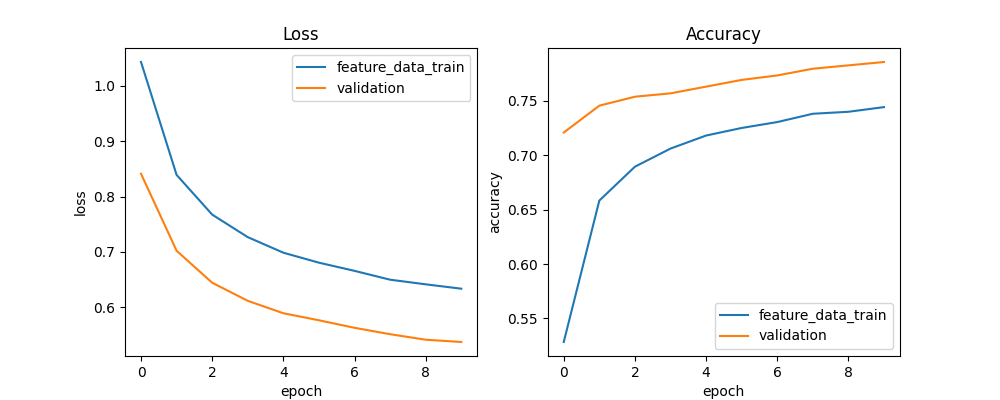 Loss
1.0
0.9
0.8
0.7
0.6
loss
0 2 4 6 8
epoch
feature_data_train
validation
Accuracy
0.75
0.70
0.65
0.60
0.55
accuracy
0 2 4 6 8
epoch
feature_data_train
validation